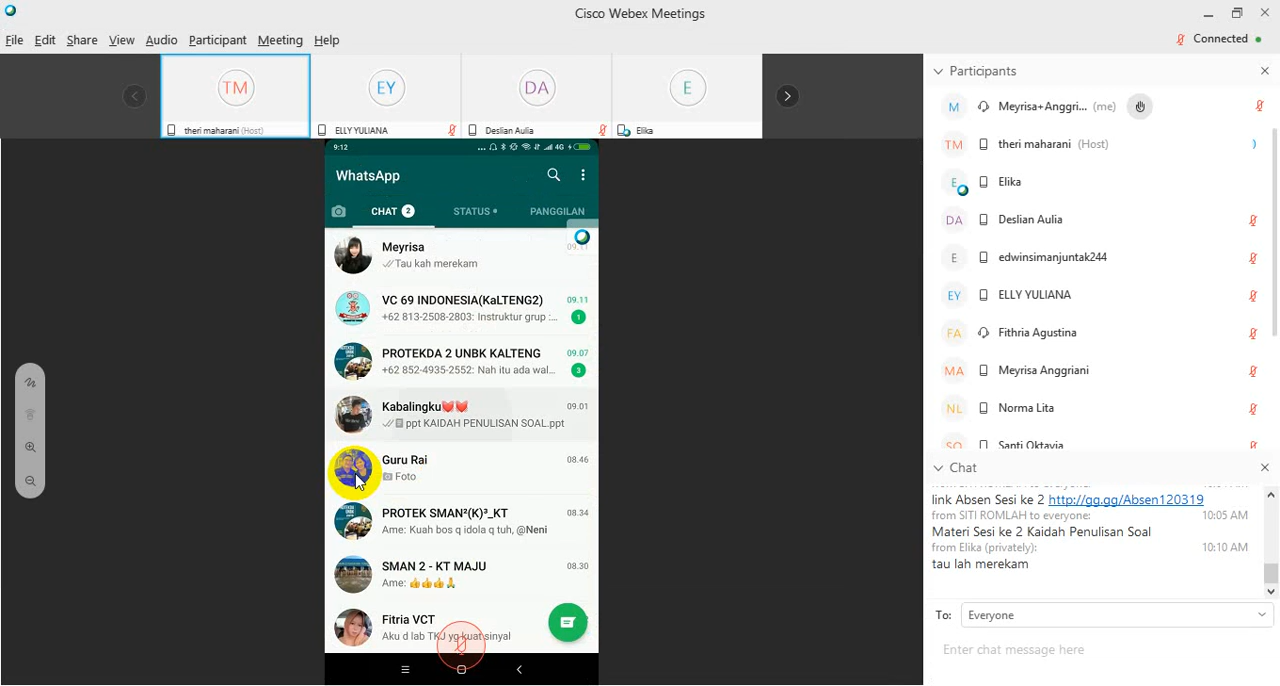 Cisco Webex Meetings
File Edit Share View Audio Participant Meeting Help
Connected
TM
theri maharani (Host)
EY
ELLY YULIANA
DA
Deslian Aulia
E
Elika
9:12
4G
WhatsApp
CHAT 2 STATUS PANGGILAN
Meyrisa 09.11
Tau kah merekam
VC 69 INDONESIA(KaLTENG2) 09.11
+62 813-2508-2803: Instruktur grup :... 1
PROTEKDA 2 UNBK KALTENG 09.07
+62 852-4935-2552: Nah itu ada wal... 3
Kabalingku💓💓 09.01
ppt KAIDAH PENULISAN SOAL.ppt
Guru Rai 08.46
Foto
PROTEK SMAN²(K)³_KT 08.34
Ame: Kuah bos q idola q tuh, @Neni
SMAN 2 - KT MAJU 08.30
Ame: 👍👍👍🙏
Fitria VCT
Aku d lab TKJ yg kuat sinyal
Participants
M Meyrisa+Anggri... (me)
TM theri maharani (Host)
E Elika
DA Deslian Aulia
E edwinsimanjuntak244
EY ELLY YULIANA
FA Fithria Agustina
MA Meyrisa Anggriani
NL Norma Lita
SO Santi Oktavia
Chat
link Absen Sesi ke 2 http://gg.gg/Absen120319
from SITI ROMLAH to everyone: 10:05 AM
Materi Sesi ke 2 Kaidah Penulisan Soal
from Elika (privately): 10:10 AM
tau lah merekam
To: Everyone
Enter chat message here